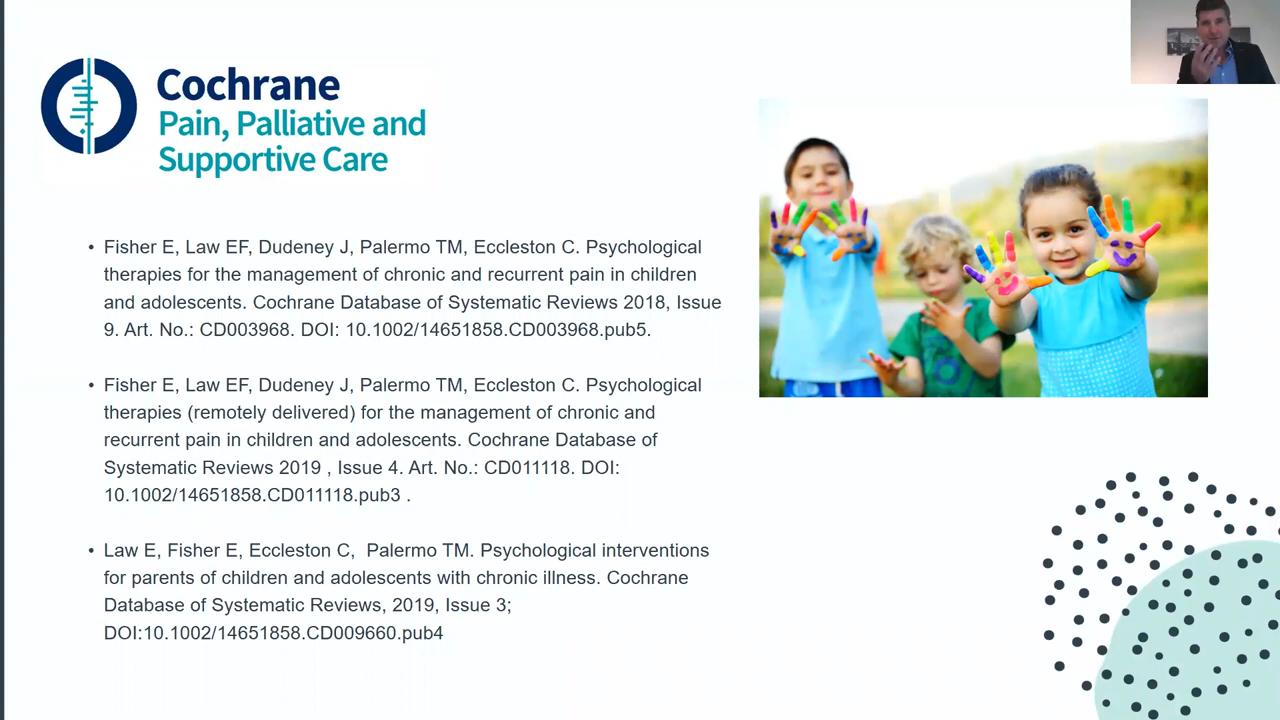 Cochrane
Pain, Palliative and
Supportive Care
• Fisher E, Law EF, Dudeney J, Palermo TM, Eccleston C. Psychological
therapies for the management of chronic and recurrent pain in children
and adolescents. Cochrane Database of Systematic Reviews 2018, Issue
9. Art. No.: CD003968. DOI: 10.1002/14651858.CD003968.pub5.
• Fisher E, Law EF, Dudeney J, Palermo TM, Eccleston C. Psychological
therapies (remotely delivered) for the management of chronic and
recurrent pain in children and adolescents. Cochrane Database of
Systematic Reviews 2019 , Issue 4. Art. No.: CD011118. DOI:
10.1002/14651858.CD011118.pub3 .
• Law E, Fisher E, Eccleston C,  Palermo TM. Psychological interventions
for parents of children and adolescents with chronic illness. Cochrane
Database of Systematic Reviews, 2019, Issue 3;
DOI:10.1002/14651858.CD009660.pub4